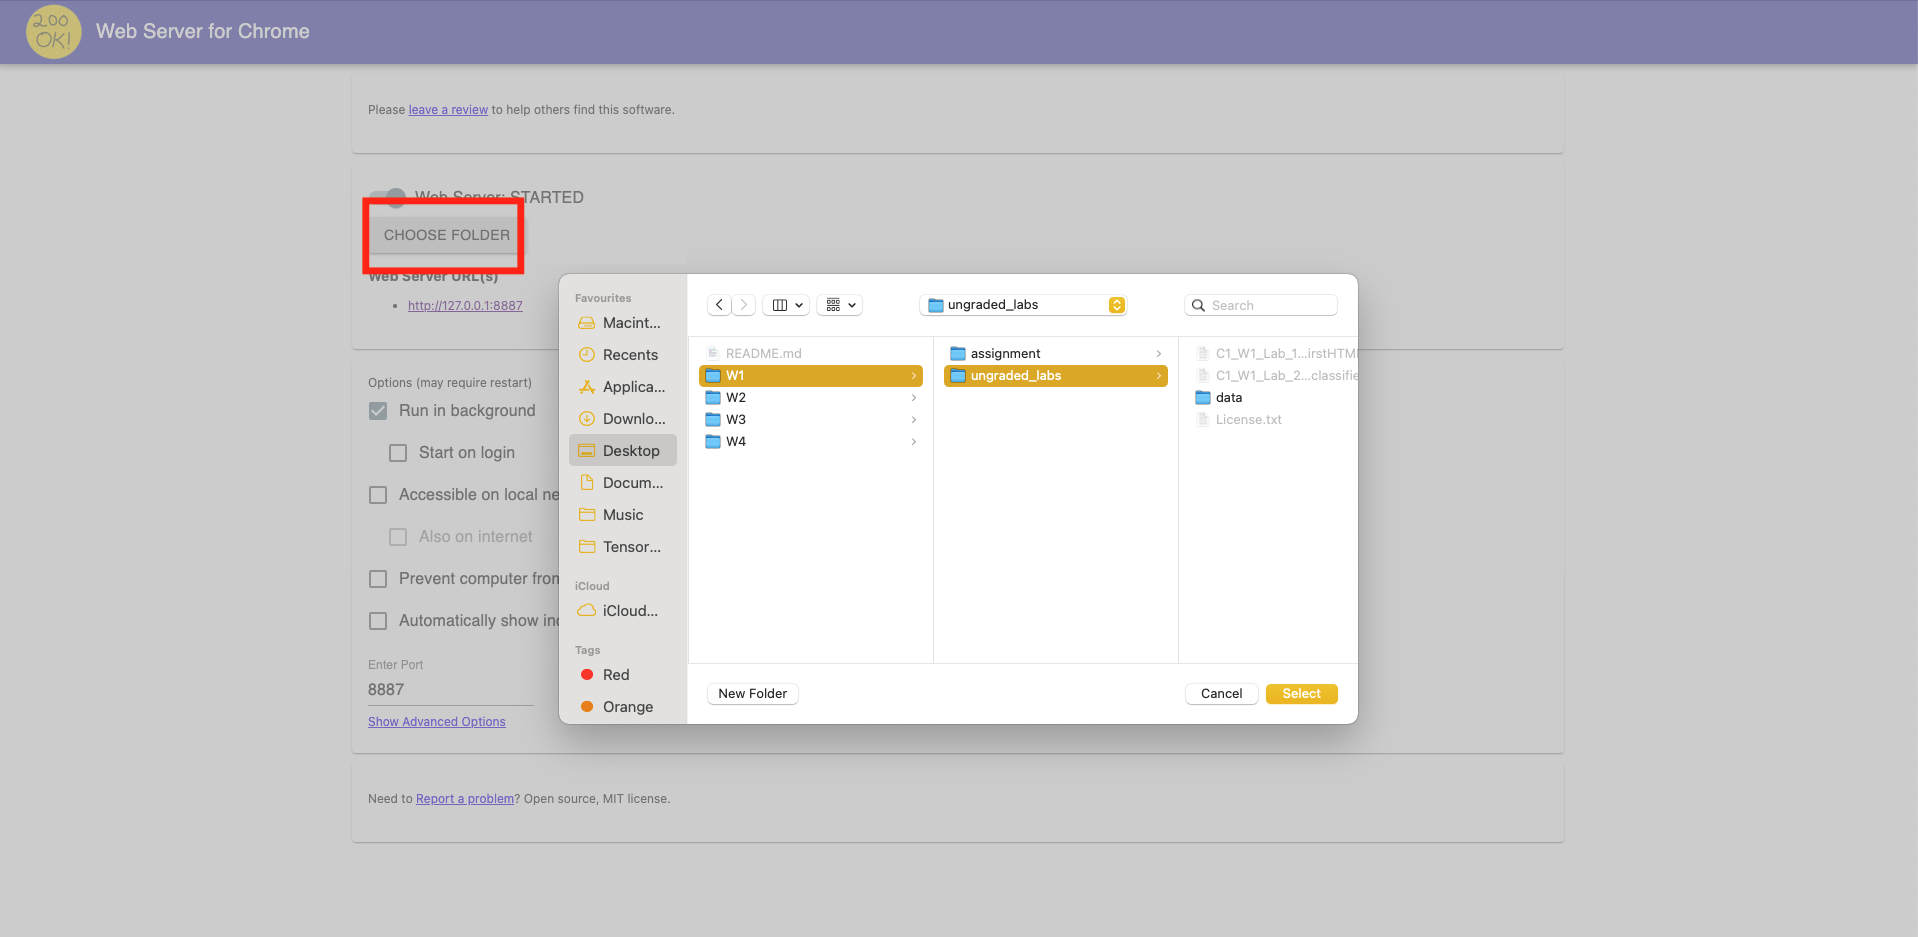 200 OK!
Web Server for Chrome
Please leave a review to help others find this software.
Web Server: STARTED
CHOOSE FOLDER
Web Server URL(s)
• http://127.0.0.1:8887
Options (may require restart)
Run in background
Start on login
Accessible on local ne
Also on internet
Prevent computer from
Automatically show in
Enter Port
8887
Show Advanced Options
Need to Report a problem? Open source, MIT license.
Favourites
Macint...
Recents
Applica...
Downlo...
Desktop
Docum...
Music
Tensor...
iCloud
iCloud...
Tags
Red
Orange
ungraded_labs
Search
README.md
W1
W2
W3
W4
assignment
ungraded_labs
C1_W1_Lab_1...irstHTM
C1_W1_Lab_2...classifie
data
License.txt
New Folder
Cancel
Select